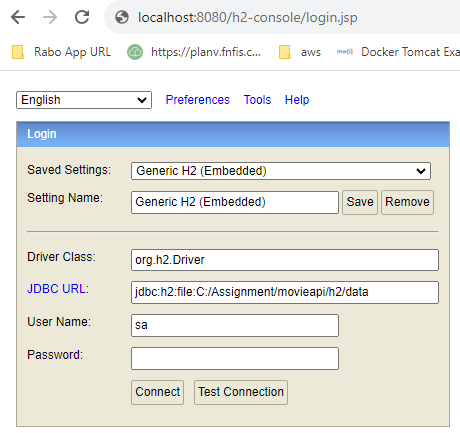 localhost:8080/h2-console/login.jsp
Rabo App URL https://planv.fnfis.c... aws mw(i) Docker Tomcat Exa
English Preferences Tools Help
Login
Saved Settings: Generic H2 (Embedded)
Setting Name: Generic H2 (Embedded) Save Remove
Driver Class: org.h2.Driver
JDBC URL: jdbc:h2:file:C:/Assignment/movieapi/h2/data
User Name: sa
Password:
Connect Test Connection